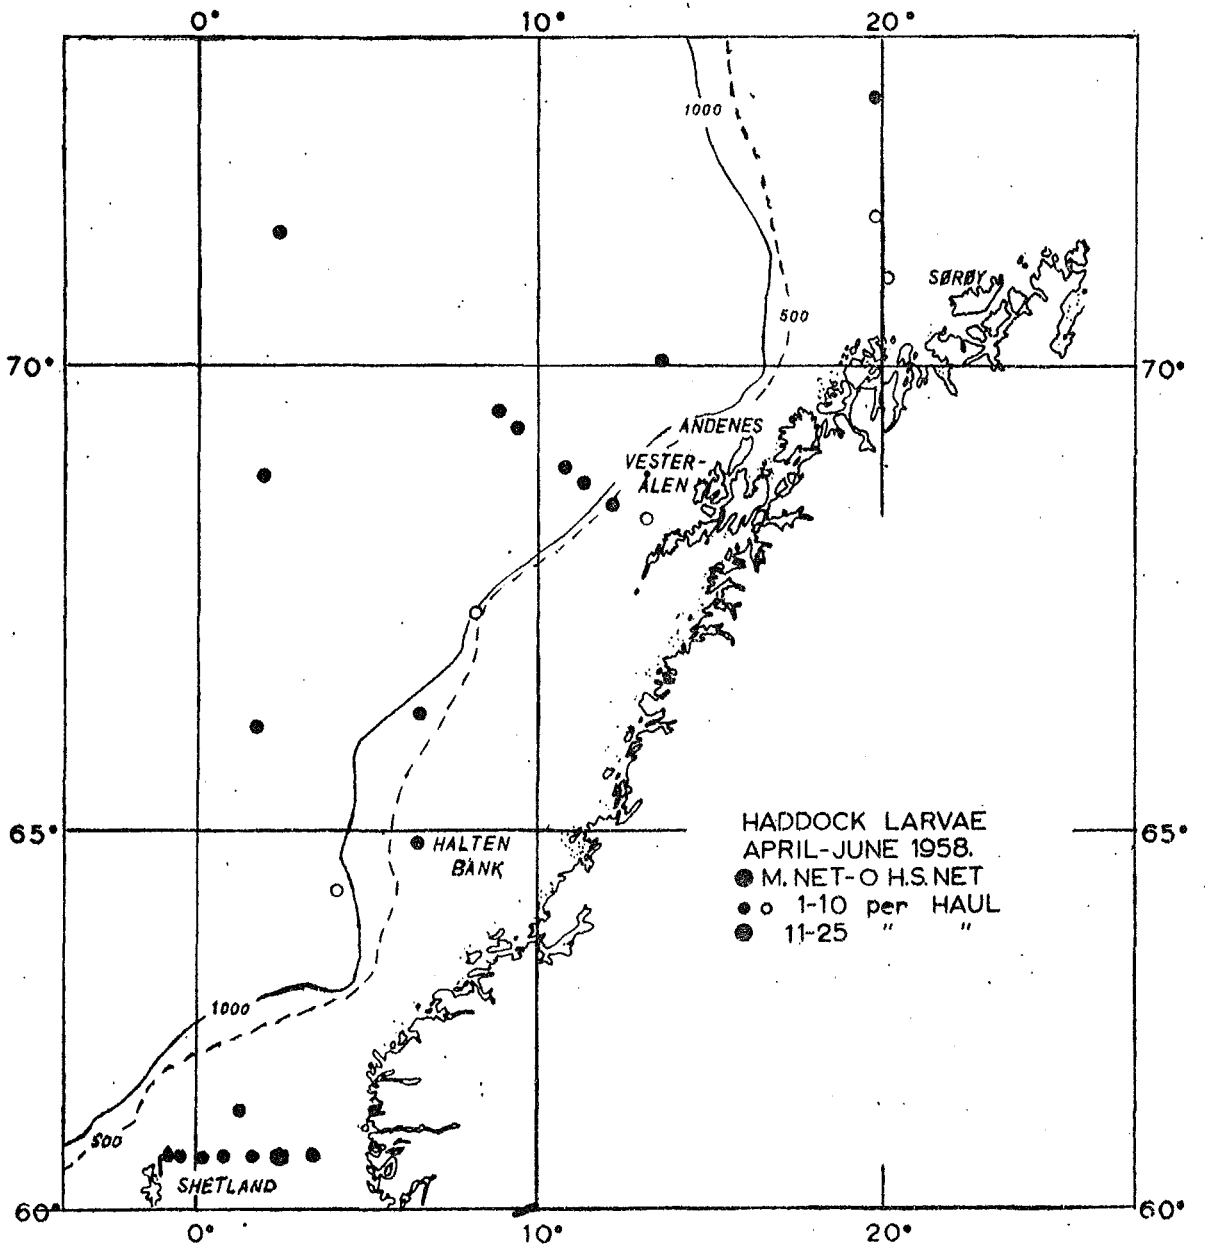 0° 10° 20°
1000
SØRØY
500
70° 70°
ANDENES
VESTER-
ÅLEN
65° 65°
HADDOCK LARVAE
APRIL-JUNE 1958.
M. NET-O H.S. NET
1-10 per HAUL
11-25 " "
HALTEN
BANK
1000
500
SHETLAND
60° 60°
0° 10° 20°